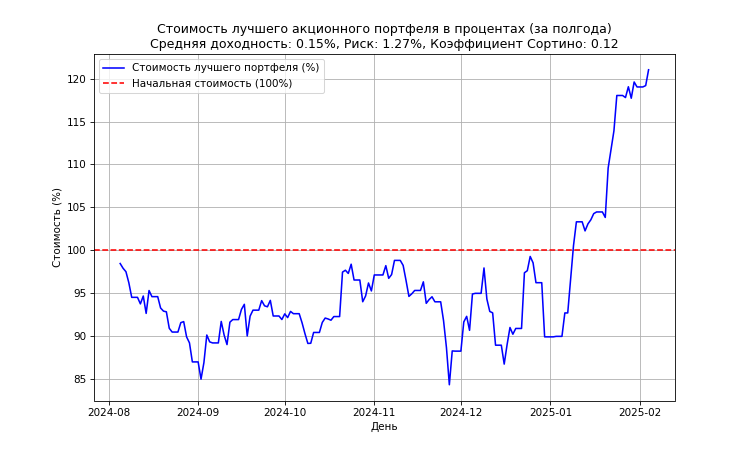 Стоимость лучшего акционного портфеля в процентах (за полгода)
Средняя доходность: 0.15%, Риск: 1.27%, Коэффициент Сортино: 0.12
Стоимость лучшего портфеля (%)
Начальная стоимость (100%)
Стоимость (%)
120
115
110
105
100
95
90
85
2024-08 2024-09 2024-10 2024-11 2024-12 2025-01 2025-02
День